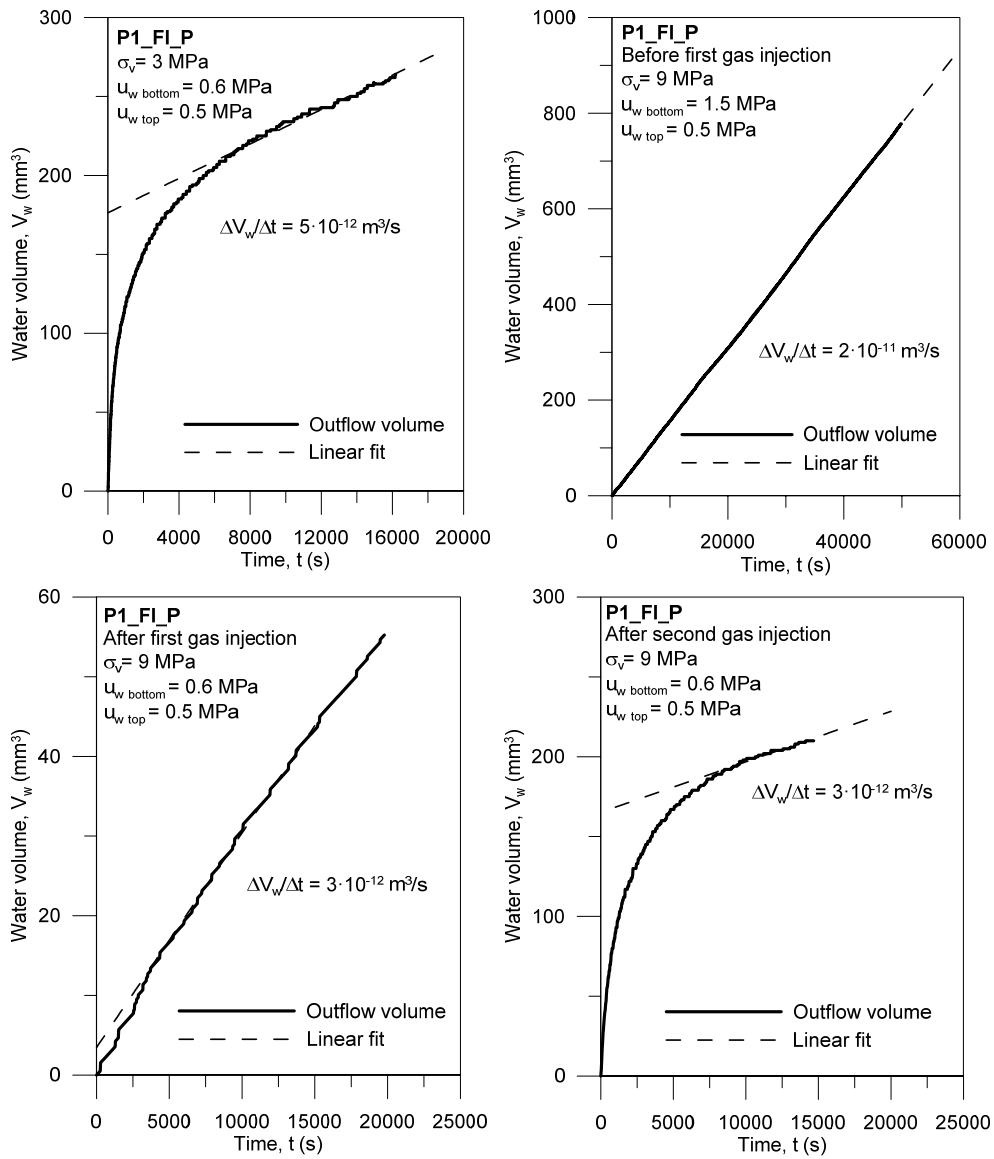 P1_FI_P
σv= 3 MPa
uw bottom = 0.6 MPa
uw top = 0.5 MPa
300
200
100
0
Water volume, Vw (mm³)
ΔVw/Δt = 5·10⁻¹² m³/s
Outflow volume
Linear fit
0 4000 8000 12000 16000 20000
Time, t (s)
P1_FI_P
Before first gas injection
σv= 9 MPa
uw bottom = 1.5 MPa
uw top = 0.5 MPa
1000
800
600
400
200
0
Water volume, Vw (mm³)
ΔVw/Δt = 2·10⁻¹¹ m³/s
Outflow volume
Linear fit
0 20000 40000 60000
Time, t (s)
P1_FI_P
After first gas injection
σv= 9 MPa
uw bottom = 0.6 MPa
uw top = 0.5 MPa
60
40
20
0
Water volume, Vw (mm³)
ΔVw/Δt = 3·10⁻¹² m³/s
Outflow volume
Linear fit
0 5000 10000 15000 20000 25000
Time, t (s)
P1_FI_P
After second gas injection
σv= 9 MPa
uw bottom = 0.6 MPa
uw top = 0.5 MPa
300
200
100
0
Water volume, Vw (mm³)
ΔVw/Δt = 3·10⁻¹² m³/s
Outflow volume
Linear fit
0 5000 10000 15000 20000 25000
Time, t (s)